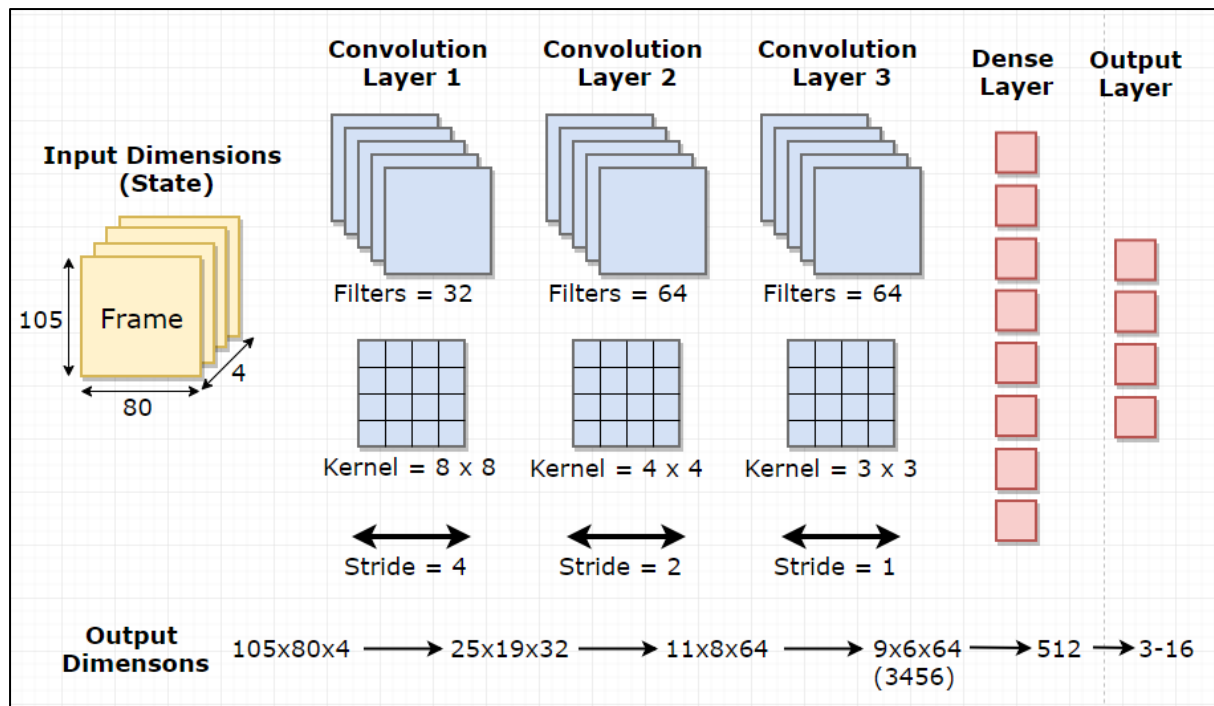 Convolution
Layer 1
Convolution
Layer 2
Convolution
Layer 3
Dense
Layer
Output
Layer
Input Dimensions
(State)
Frame
105
80
4
Filters = 32
Filters = 64
Filters = 64
Kernel = 8 x 8
Kernel = 4 x 4
Kernel = 3 x 3
Stride = 4
Stride = 2
Stride = 1
Output
Dimensons
105x80x4
25x19x32
11x8x64
9x6x64
(3456)
512
3-16